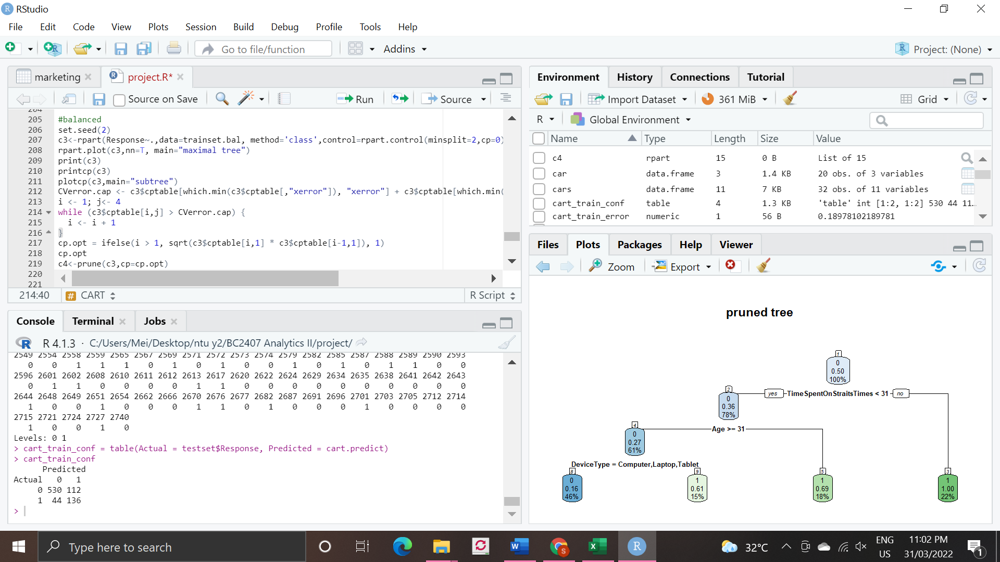 RStudio
File Edit Code View Plots Session Build Debug Profile Tools Help
Go to file/function Addins Project: (None)
marketing project.R*
Source on Save Run Source
204
205 #balanced
206 set.seed(2)
207 c3<-rpart(Response~.,data=trainset.bal, method='class',control=rpart.control(minsplit=2,cp=0)
208 rpart.plot(c3,nn=T, main="maximal tree")
209 print(c3)
210 printcp(c3)
211 plotcp(c3,main="subtree")
212 CVerror.cap <- c3$cptable[which.min(c3$cptable[,"xerror"]), "xerror"] + c3$cptable[which.min(
213 i <- 1; j<- 4
214 while (c3$cptable[i,j] > CVerror.cap) {
215 i <- i + 1
216 }
217 cp.opt = ifelse(i > 1, sqrt(c3$cptable[i,1] * c3$cptable[i-1,1]), 1)
218 cp.opt
219 c4<-prune(c3,cp=cp.opt)
220
221
214:40 # CART R Script
Console Terminal Jobs
R 4.1.3 · C:/Users/Mei/Desktop/ntu y2/BC2407 Analytics II/project/
2549 2554 2558 2559 2565 2567 2569 2571 2572 2573 2574 2579 2582 2585 2587 2588 2589 2590 2593
0 0 1 1 1 0 1 0 1 0 0 1 0 1 0 1 1 0 0
2596 2601 2602 2608 2610 2611 2612 2613 2617 2620 2622 2624 2629 2634 2635 2638 2641 2642 2643
0 1 1 0 0 0 0 1 1 0 0 0 0 0 0 0 0 0 0
2644 2648 2649 2651 2654 2662 2666 2670 2676 2677 2682 2687 2691 2696 2701 2703 2705 2712 2714
1 0 0 1 0 0 0 1 1 0 1 0 0 0 1 0 0 0 0
2715 2721 2724 2727 2740
1 0 0 1 0
Levels: 0 1
> cart_train_conf = table(Actual = testset$Response, Predicted = cart.predict)
> cart_train_conf
Predicted
Actual 0 1
0 530 112
1 44 136
>
Environment History Connections Tutorial
Import Dataset 361 MiB Grid
R Global Environment
Name Type Length Size Value
c4 rpart 15 0 B List of 15
car data.frame 3 1.4 KB 20 obs. of 3 variables
cars data.frame 11 7 KB 32 obs. of 11 variables
cart_train_conf table 4 1.3 KB 'table' int [1:2, 1:2] 530 44 11…
cart_train_error numeric 1 56 B 0.18978102189781
Files Plots Packages Help Viewer
Zoom Export
pruned tree
1
0
0.50
100%
yes TimeSpentOnStraitsTimes < 31 no
2
0
0.36
78%
Age >= 31
4
0
0.27
61%
DeviceType = Computer,Laptop,Tablet
8 9 5 3
0 1 1 1
0.16 0.61 0.69 1.00
46% 15% 18% 22%
Type here to search 32°C ENG US 11:02 PM 31/03/2022 1